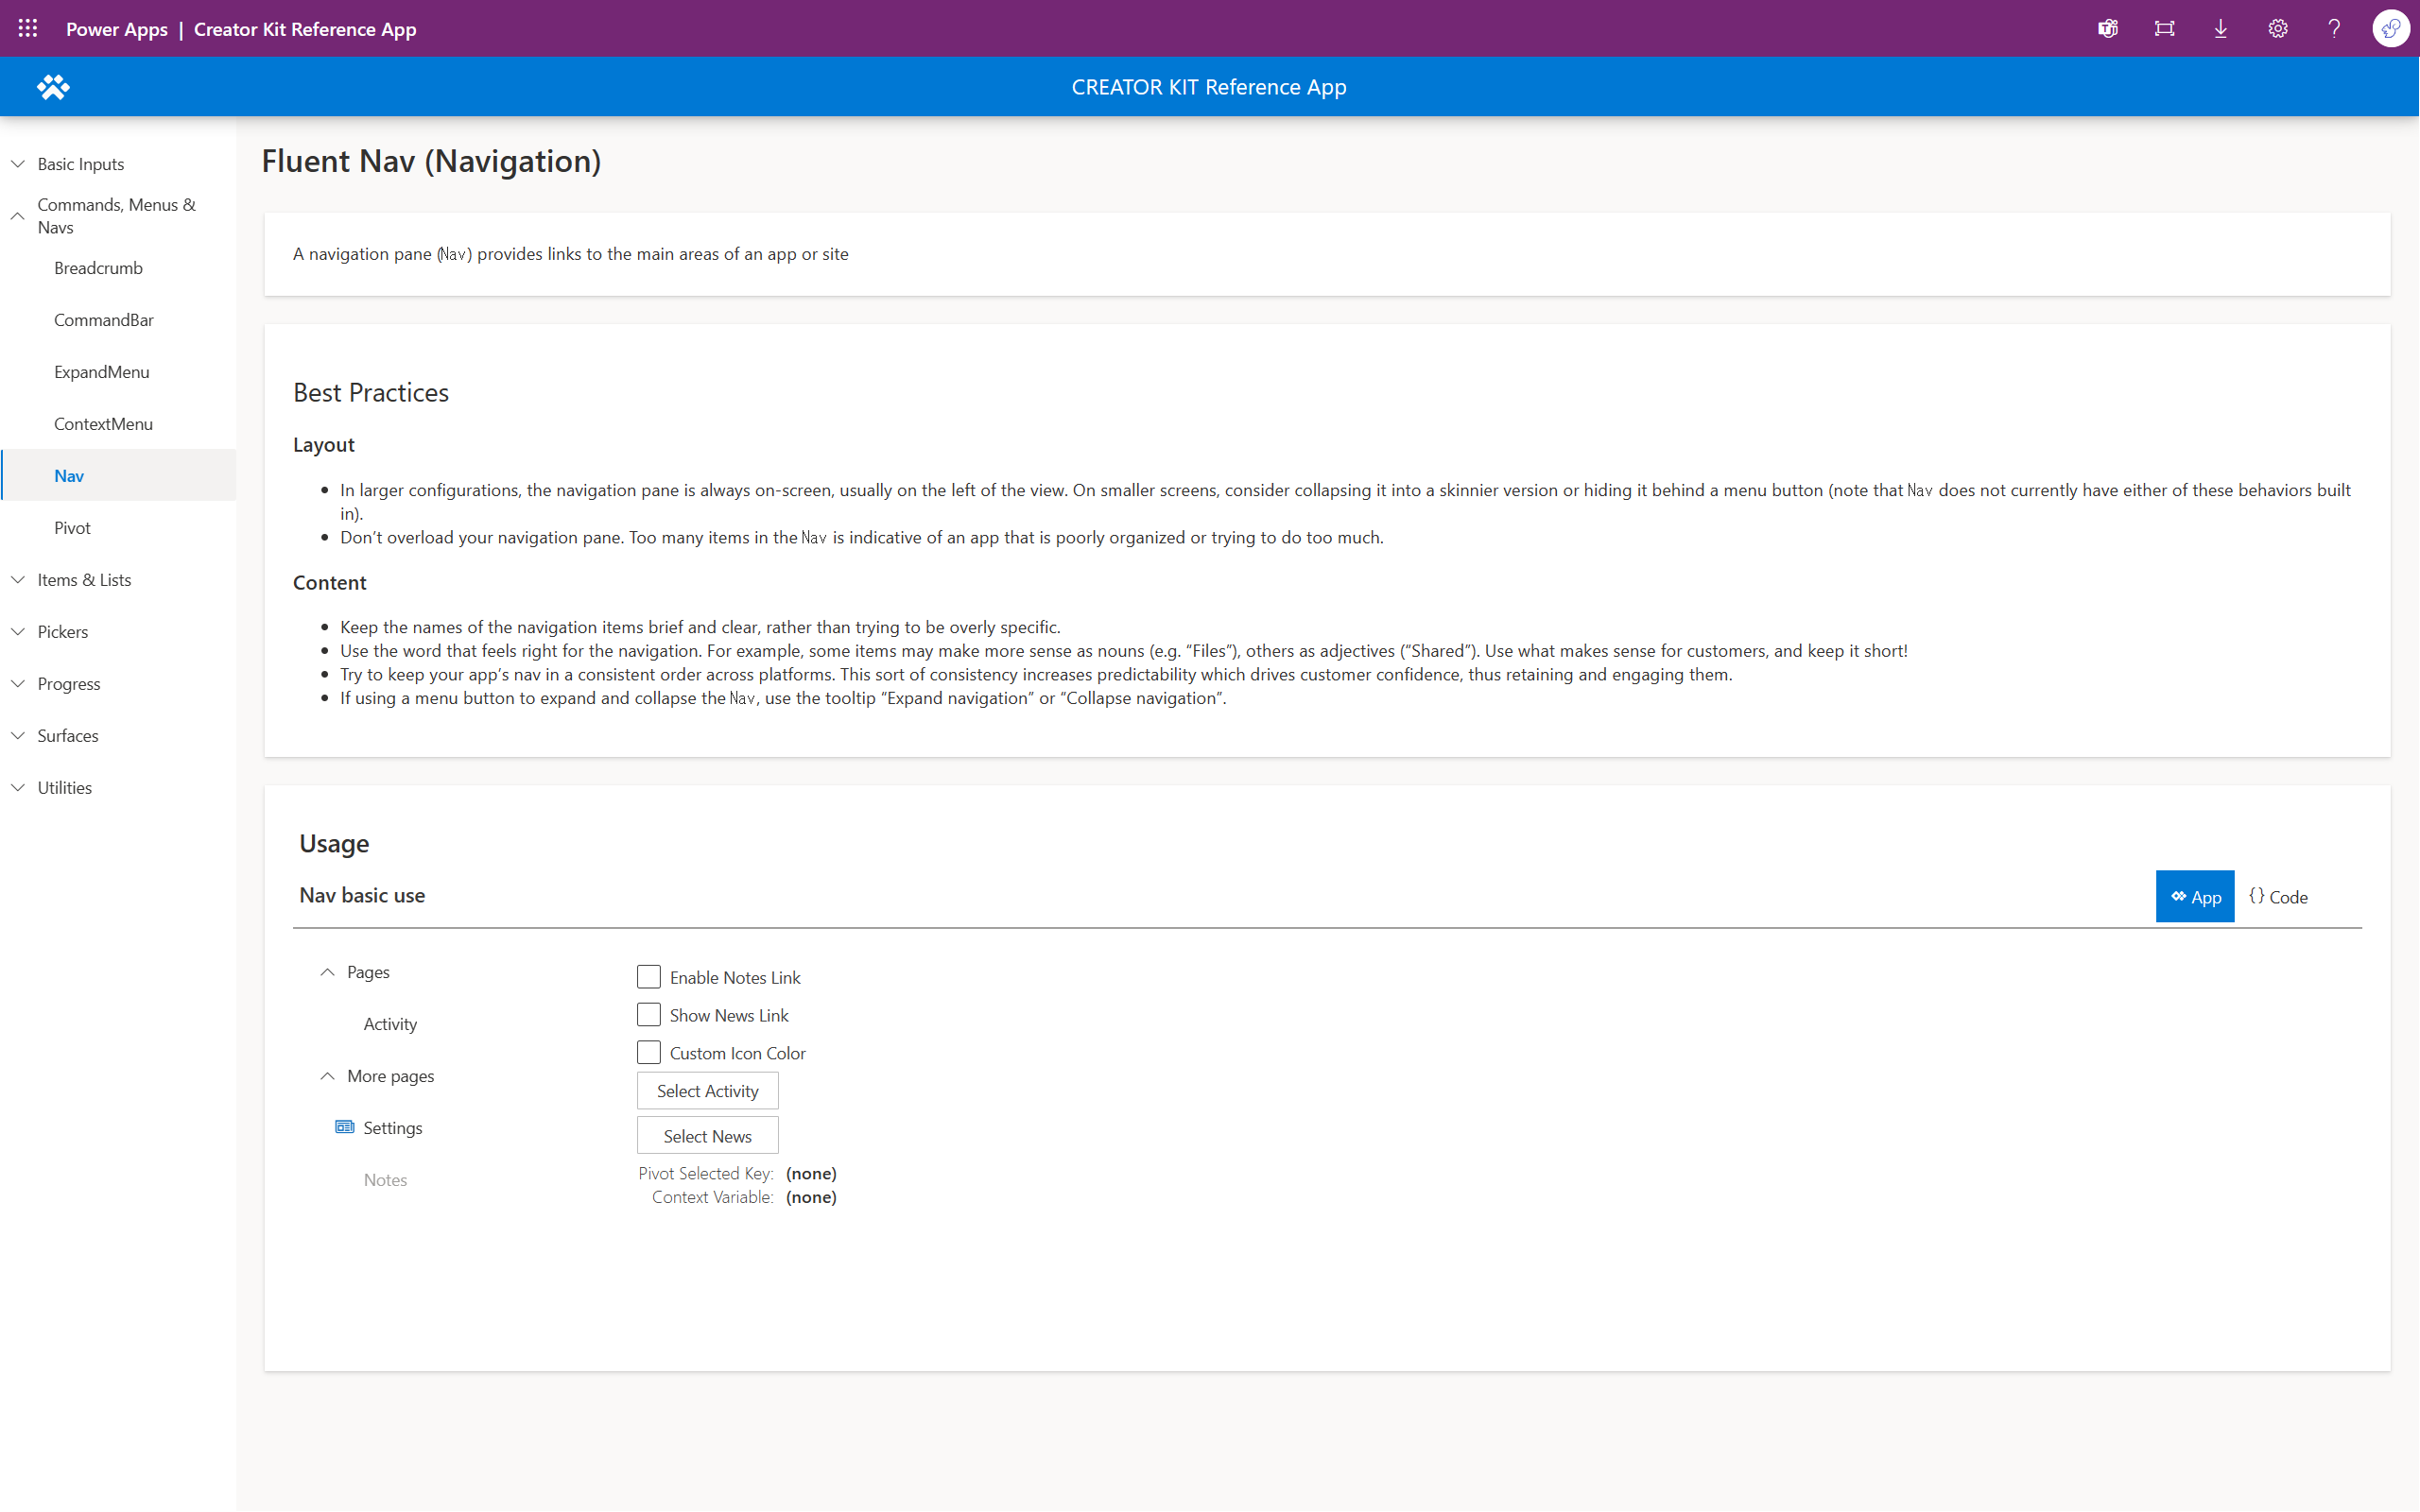 Power Apps | Creator Kit Reference App
CREATOR KIT Reference App
Basic Inputs
Commands, Menus &
Navs
Breadcrumb
CommandBar
ExpandMenu
ContextMenu
Nav
Pivot
Items & Lists
Pickers
Progress
Surfaces
Utilities
Fluent Nav (Navigation)
A navigation pane (Nav) provides links to the main areas of an app or site
Best Practices
Layout
• In larger configurations, the navigation pane is always on-screen, usually on the left of the view. On smaller screens, consider collapsing it into a skinnier version or hiding it behind a menu button (note that Nav does not currently have either of these behaviors built
in).
• Don’t overload your navigation pane. Too many items in the Nav is indicative of an app that is poorly organized or trying to do too much.
Content
• Keep the names of the navigation items brief and clear, rather than trying to be overly specific.
• Use the word that feels right for the navigation. For example, some items may make more sense as nouns (e.g. “Files”), others as adjectives (“Shared”). Use what makes sense for customers, and keep it short!
• Try to keep your app’s nav in a consistent order across platforms. This sort of consistency increases predictability which drives customer confidence, thus retaining and engaging them.
• If using a menu button to expand and collapse the Nav, use the tooltip “Expand navigation” or “Collapse navigation”.
Usage
Nav basic use
App
{} Code
Pages
Activity
More pages
Settings
Notes
Enable Notes Link
Show News Link
Custom Icon Color
Select Activity
Select News
Pivot Selected Key: (none)
Context Variable: (none)